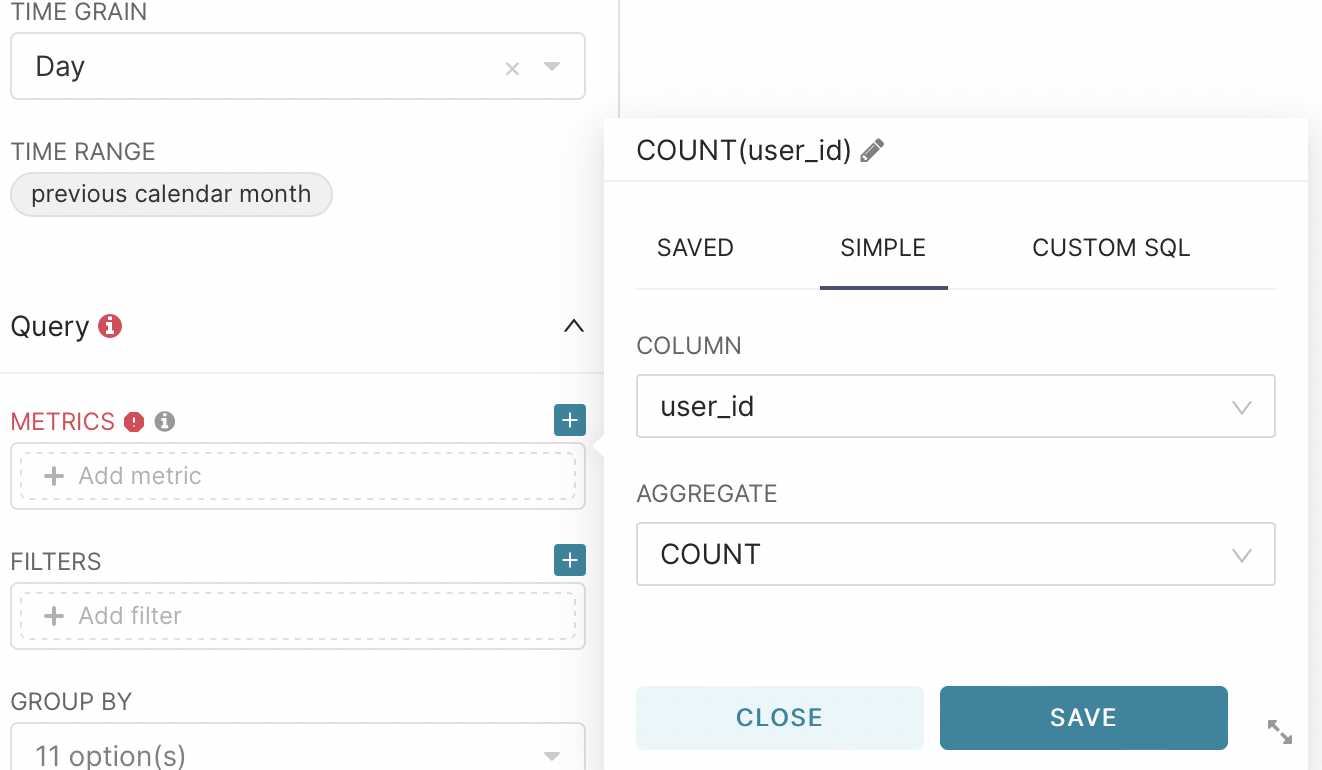 TIME GRAIN
Day
TIME RANGE
previous calendar month
Query
METRICS
+ Add metric
FILTERS
+ Add filter
GROUP BY
11 option(s)
COUNT(user_id)
SAVED SIMPLE CUSTOM SQL
COLUMN
user_id
AGGREGATE
COUNT
CLOSE SAVE